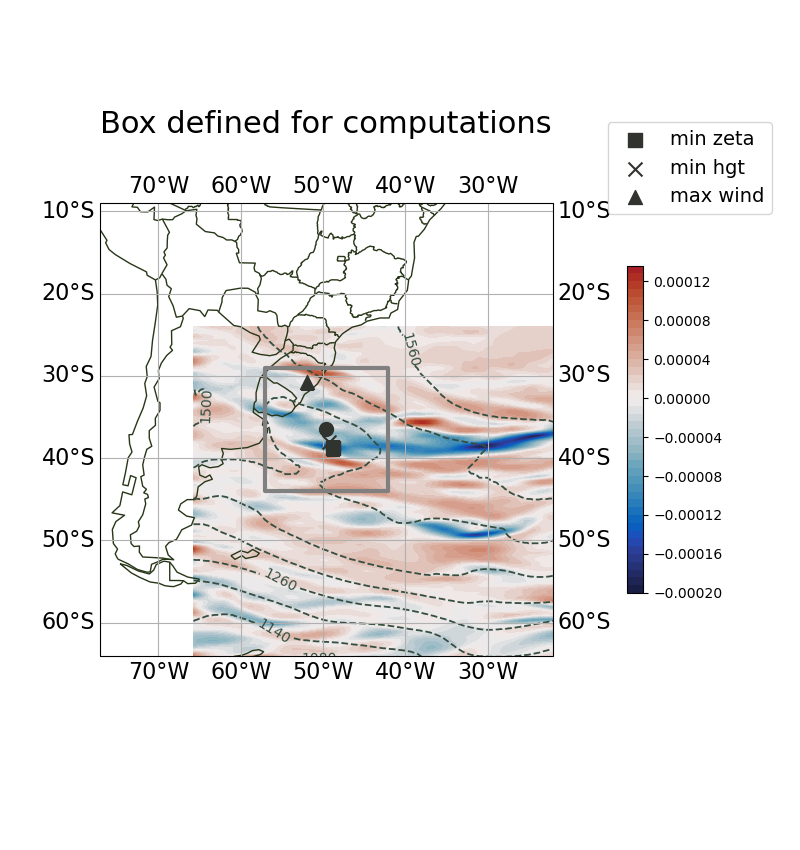 Box defined for computations
min zeta
min hgt
max wind
70°W 60°W 50°W 40°W 30°W
10°S 10°S
20°S 20°S
30°S 30°S
40°S 40°S
50°S 50°S
60°S 60°S
70°W 60°W 50°W 40°W 30°W
1560
1500
1260
1140
0.00012
0.00008
0.00004
0.00000
−0.00004
−0.00008
−0.00012
−0.00016
−0.00020